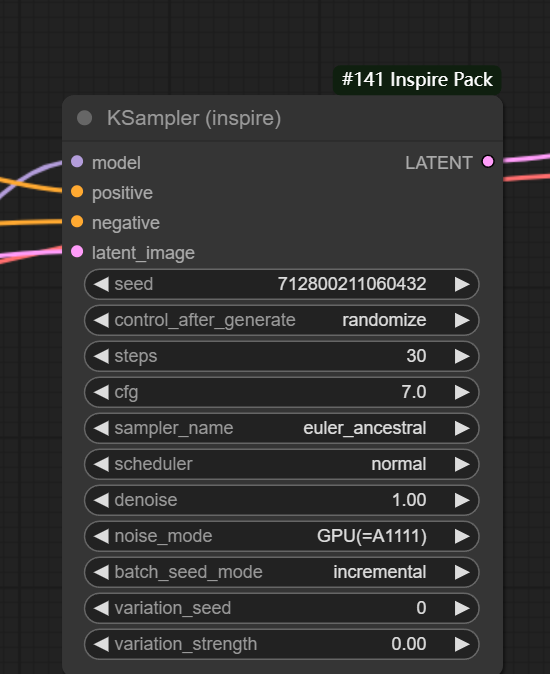 #141 Inspire Pack
KSampler (inspire)
model LATENT
positive
negative
latent_image
seed 712800211060432
control_after_generate randomize
steps 30
cfg 7.0
sampler_name euler_ancestral
scheduler normal
denoise 1.00
noise_mode GPU(=A1111)
batch_seed_mode incremental
variation_seed 0
variation_strength 0.00